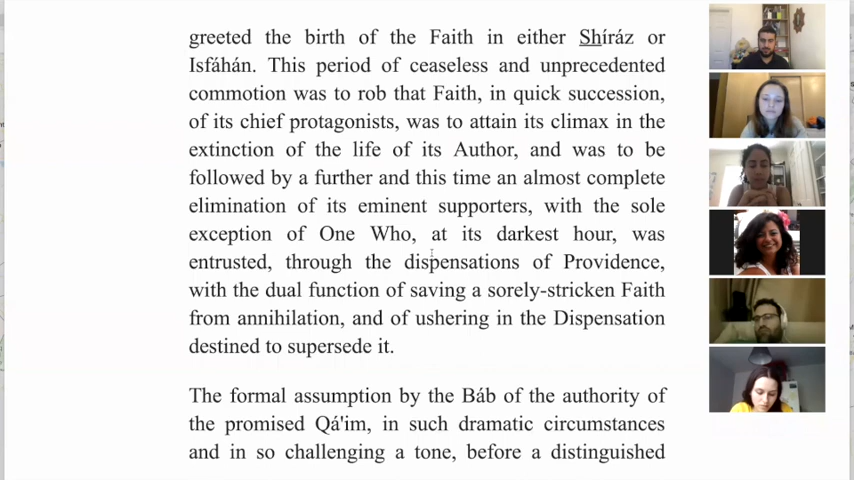 greeted the birth of the Faith in either Shíráz or
Isfáhán. This period of ceaseless and unprecedented
commotion was to rob that Faith, in quick succession,
of its chief protagonists, was to attain its climax in the
extinction of the life of its Author, and was to be
followed by a further and this time an almost complete
elimination of its eminent supporters, with the sole
exception of One Who, at its darkest hour, was
entrusted, through the dispensations of Providence,
with the dual function of saving a sorely-stricken Faith
from annihilation, and of ushering in the Dispensation
destined to supersede it.
The formal assumption by the Báb of the authority of
the promised Qá'im, in such dramatic circumstances
and in so challenging a tone, before a distinguished